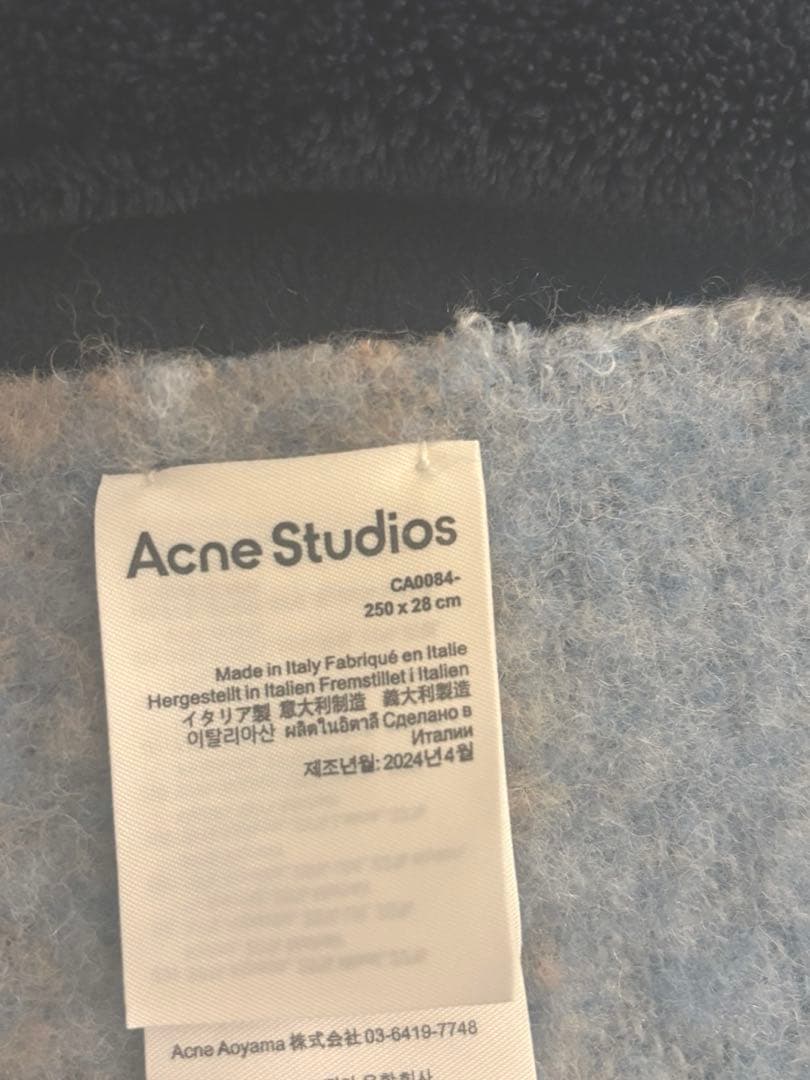 Acne Studios
CA0084-
250 x 28 cm
Made in Italy Fabriqué en Italie
Hergestellt in Italien Fremstillet i Italien
イタリア製 意大利制造 義大利製造
이탈리아산 ผลิตในอิตาลี Сделано в
Италии
제조년월: 2024년 4월
Acne Aoyama 株式会社 03-6419-7748